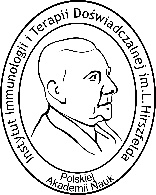 Instytut Immunologii i Terapii Doświadczalnej im. L. Hirszfelda
Polskiej
Akademii Nauk